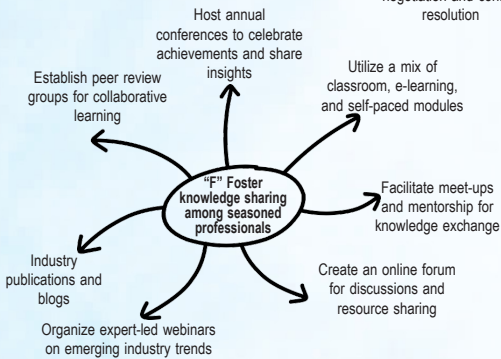 resolution
Host annual
conferences to celebrate
achievements and share
insights
Establish peer review
groups for collaborative
learning
Utilize a mix of
classroom, e-learning,
and self-paced modules
"F" Foster
knowledge sharing
among seasoned
professionals
Facilitate meet-ups
and mentorship for
knowledge exchange
Industry
publications and
blogs
Create an online forum
for discussions and
resource sharing
Organize expert-led webinars
on emerging industry trends